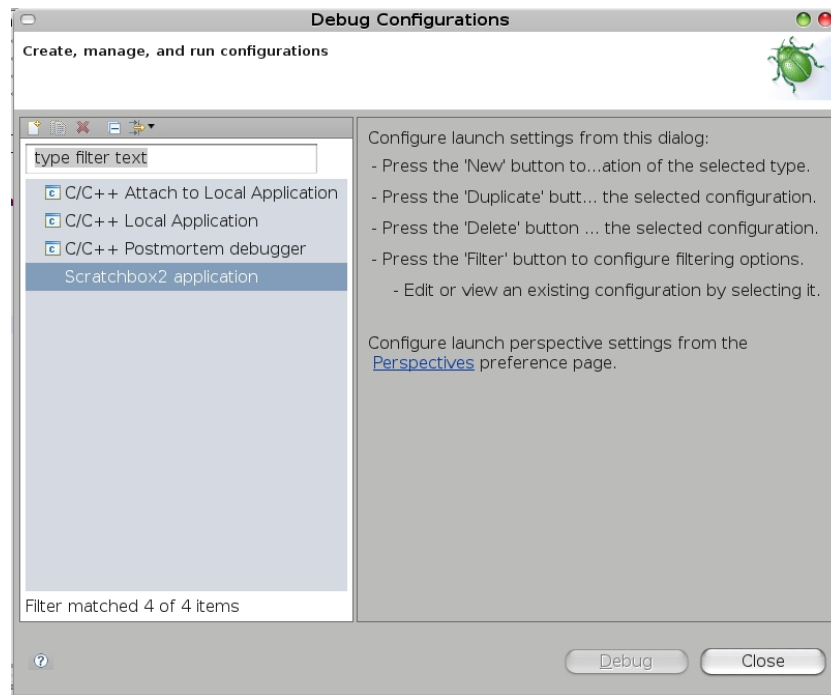 Debug Configurations
Create, manage, and run configurations
type filter text
C/C++ Attach to Local Application
C/C++ Local Application
C/C++ Postmortem debugger
Scratchbox2 application
Filter matched 4 of 4 items
Configure launch settings from this dialog:
- Press the 'New' button to...ation of the selected type.
- Press the 'Duplicate' butt... the selected configuration.
- Press the 'Delete' button ... the selected configuration.
- Press the 'Filter' button to configure filtering options.
- Edit or view an existing configuration by selecting it.
Configure launch perspective settings from the
Perspectives preference page.
?
Debug
Close